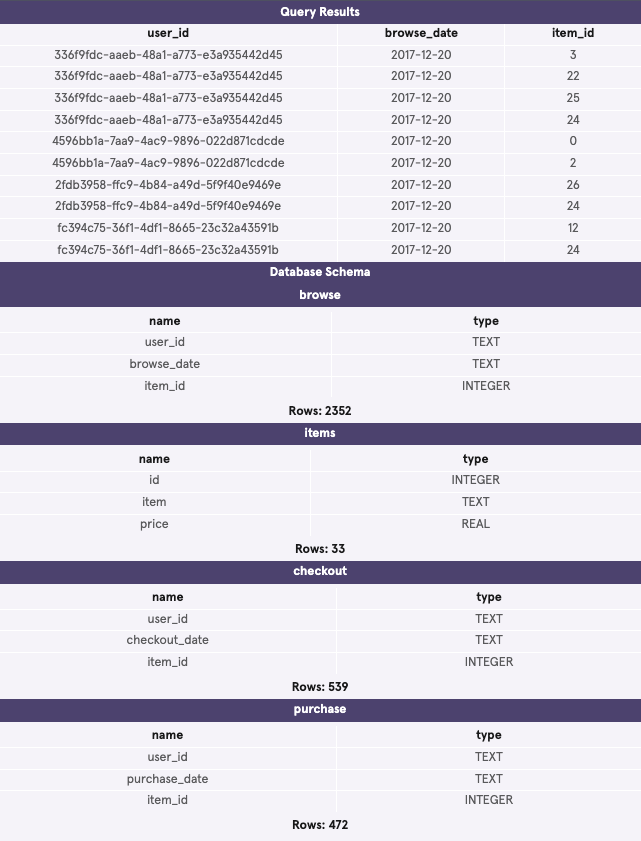 Query Results
user_id browse_date item_id
336f9fdc-aaeb-48a1-a773-e3a935442d45 2017-12-20 3
336f9fdc-aaeb-48a1-a773-e3a935442d45 2017-12-20 22
336f9fdc-aaeb-48a1-a773-e3a935442d45 2017-12-20 25
336f9fdc-aaeb-48a1-a773-e3a935442d45 2017-12-20 24
4596bb1a-7aa9-4ac9-9896-022d871cdcde 2017-12-20 0
4596bb1a-7aa9-4ac9-9896-022d871cdcde 2017-12-20 2
2fdb3958-ffc9-4b84-a49d-5f9f40e9469e 2017-12-20 26
2fdb3958-ffc9-4b84-a49d-5f9f40e9469e 2017-12-20 24
fc394c75-36f1-4df1-8665-23c32a43591b 2017-12-20 12
fc394c75-36f1-4df1-8665-23c32a43591b 2017-12-20 24
Database Schema
browse
name type
user_id TEXT
browse_date TEXT
item_id INTEGER
Rows: 2352
items
name type
id INTEGER
item TEXT
price REAL
Rows: 33
checkout
name type
user_id TEXT
checkout_date TEXT
item_id INTEGER
Rows: 539
purchase
name type
user_id TEXT
purchase_date TEXT
item_id INTEGER
Rows: 472